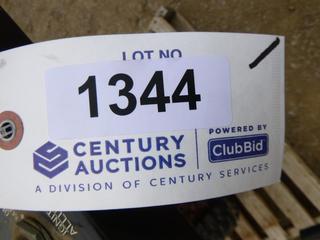 LOT NO
1344
CENTURY
AUCTIONS
POWERED BY
ClubBid
A DIVISION OF CENTURY SERVICES